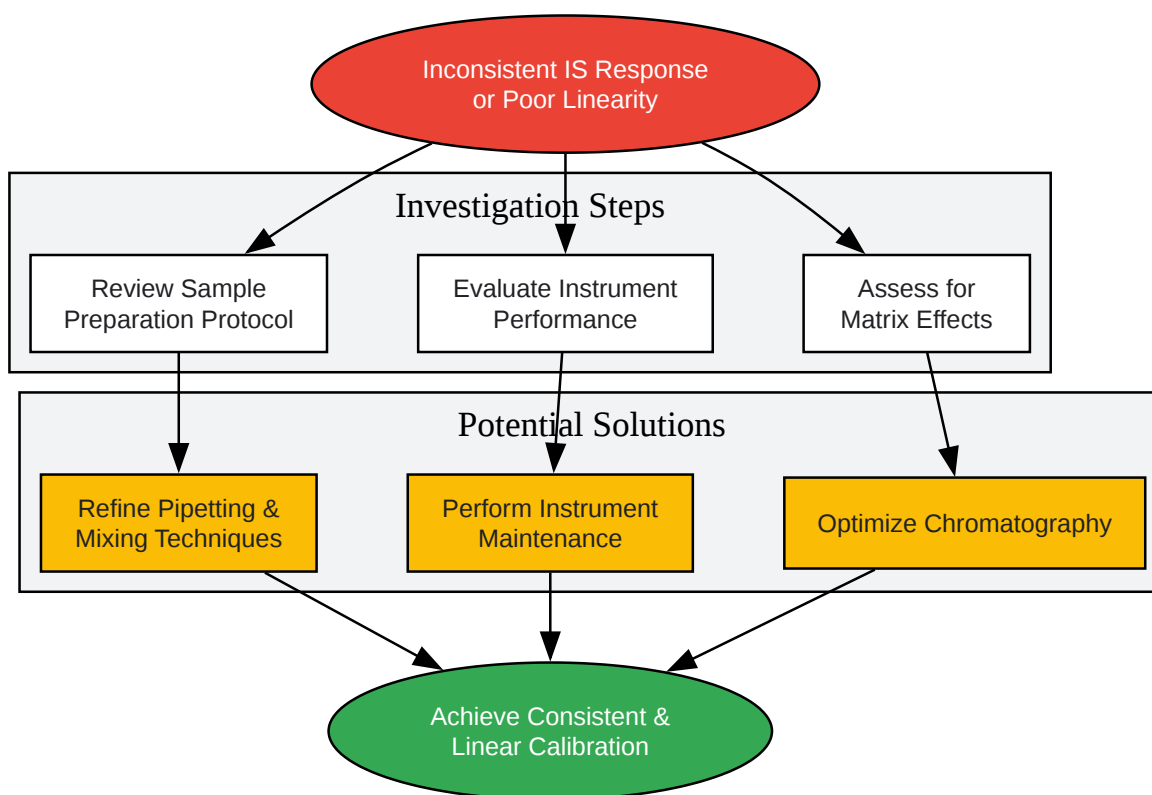 Inconsistent IS Response
or Poor Linearity
Investigation Steps
Review Sample
Preparation Protocol
Evaluate Instrument
Performance
Assess for
Matrix Effects
Potential Solutions
Refine Pipetting &
Mixing Techniques
Perform Instrument
Maintenance
Optimize Chromatography
Achieve Consistent &
Linear Calibration